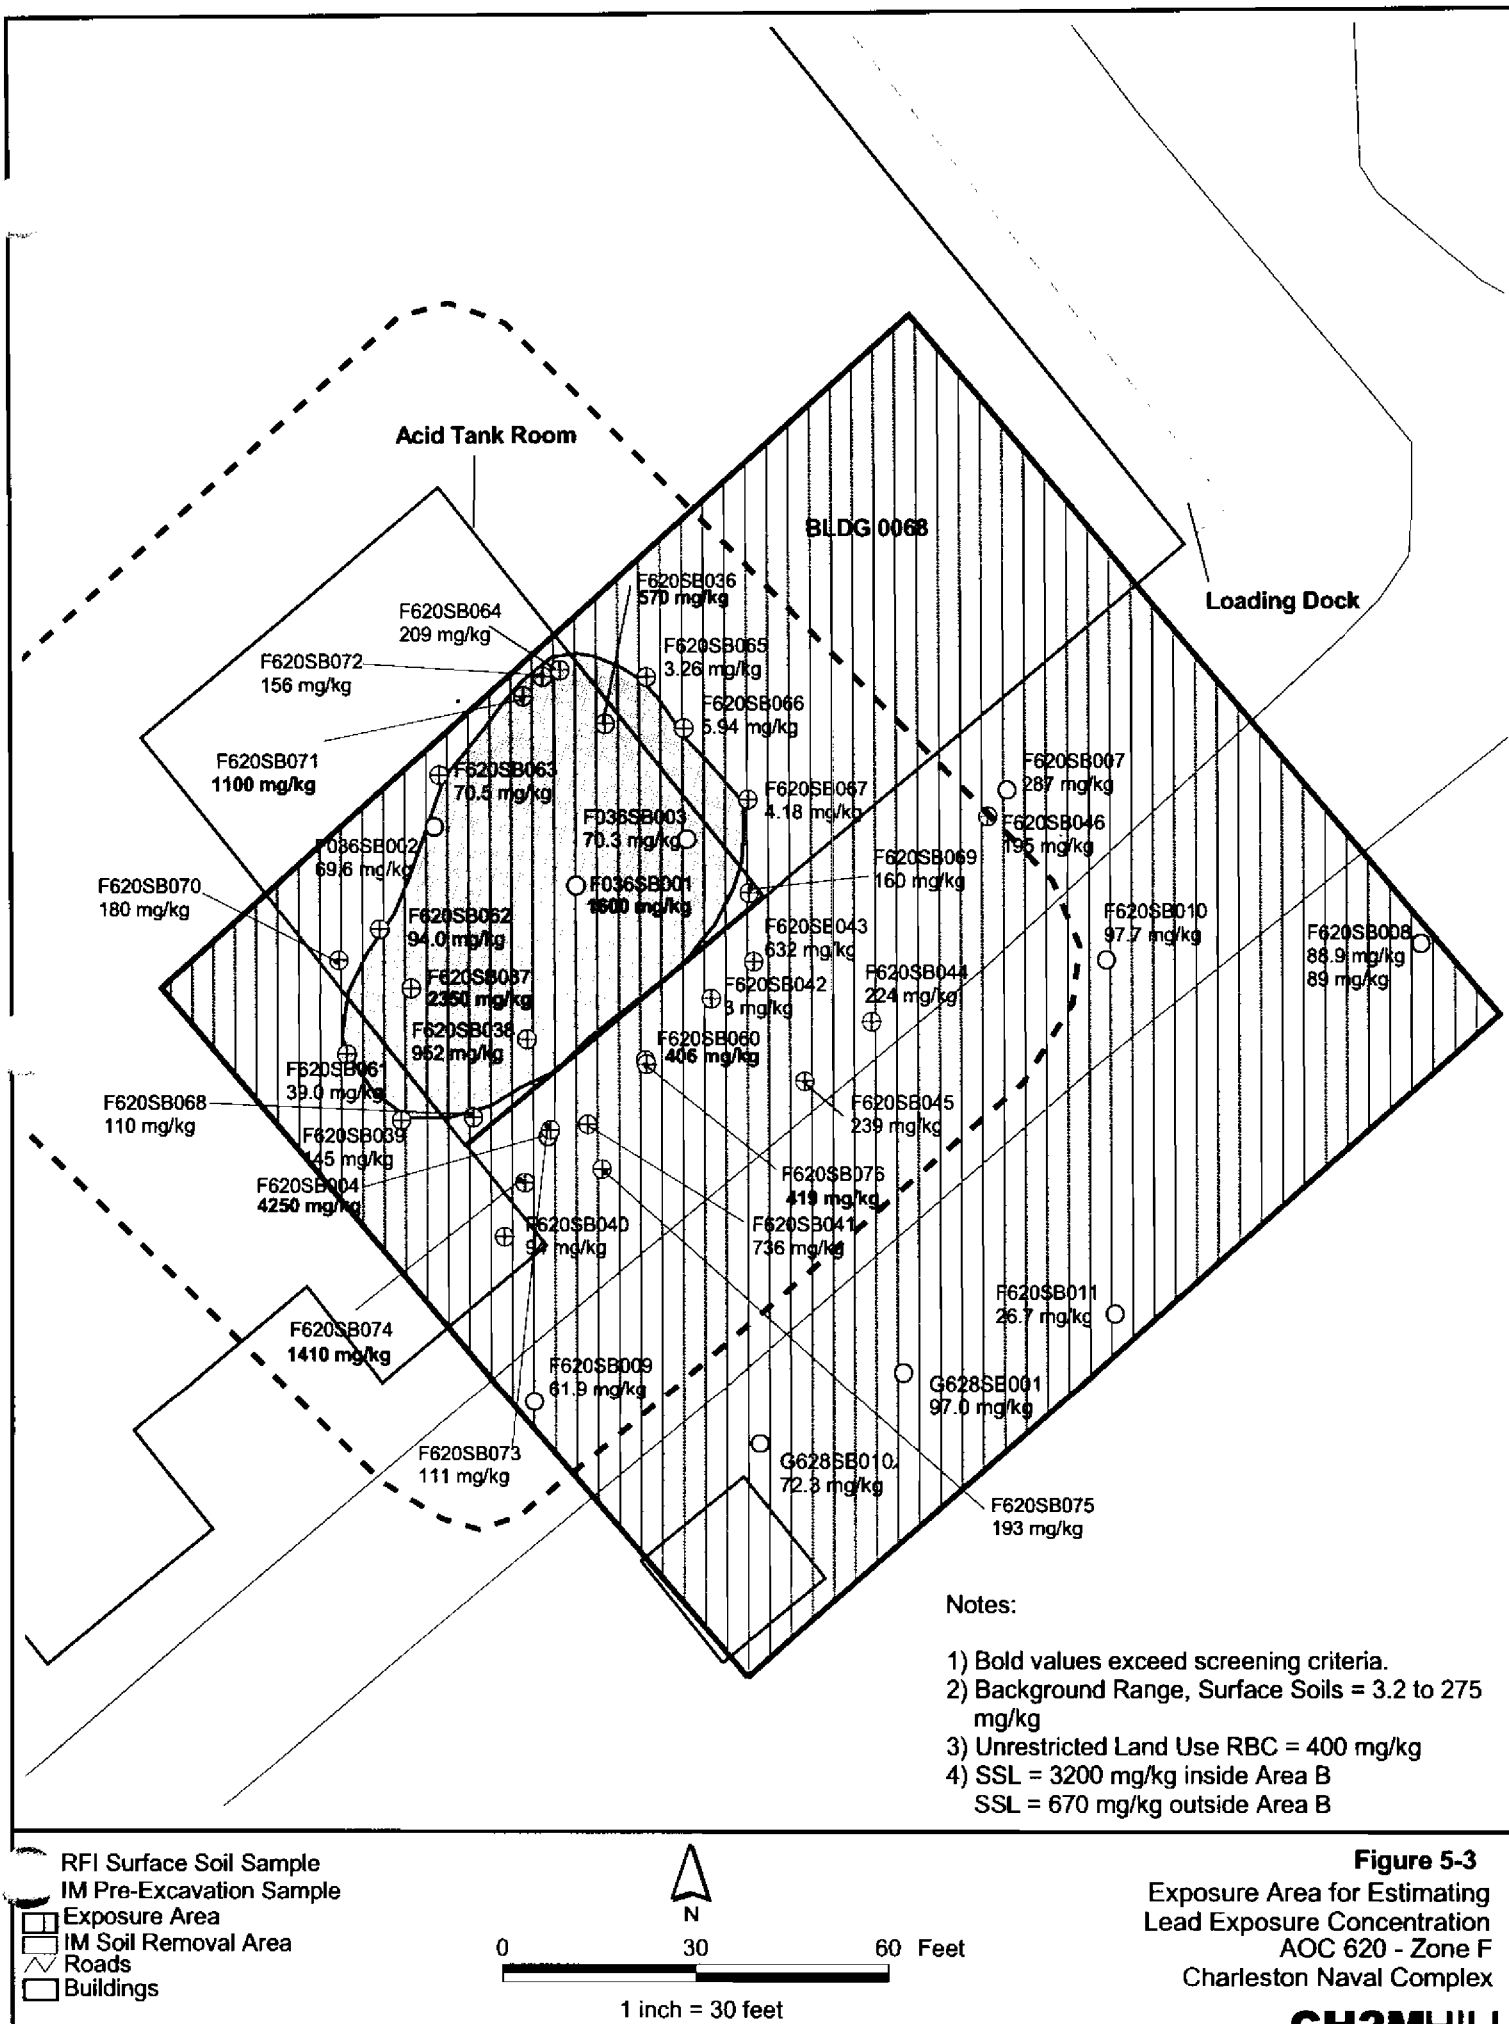 Acid Tank Room
BLDG 0068
Loading Dock
F620SB036
570 mg/kg
F620SB064
209 mg/kg
F620SB065
3.26 mg/kg
F620SB072
156 mg/kg
F620SB066
5.94 mg/kg
F620SB071
1100 mg/kg
F620SB063
70.5 mg/kg
F620SB007
287 mg/kg
F620SB067
4.18 mg/kg
F036SB003
70.3 mg/kg
F620SB046
195 mg/kg
F036SB002
69.6 mg/kg
F620SB069
160 mg/kg
F620SB070
180 mg/kg
F036SB001
1600 mg/kg
F620SB062
94.0 mg/kg
F620SB043
632 mg/kg
F620SB010
97.7 mg/kg
F620SB008
88.9 mg/kg
89 mg/kg
F620SB037
2350 mg/kg
F620SB042
3 mg/kg
F620SB044
224 mg/kg
F620SB038
952 mg/kg
F620SB060
406 mg/kg
F620SB061
39.0 mg/kg
F620SB068
110 mg/kg
F620SB045
239 mg/kg
F620SB039
145 mg/kg
F620SB004
4250 mg/kg
F620SB076
419 mg/kg
F620SB040
94 mg/kg
F620SB041
736 mg/kg
F620SB011
26.7 mg/kg
F620SB074
1410 mg/kg
F620SB009
61.9 mg/kg
G628SB001
97.0 mg/kg
F620SB073
111 mg/kg
G628SB010
72.3 mg/kg
F620SB075
193 mg/kg
Notes:
1) Bold values exceed screening criteria.
2) Background Range, Surface Soils = 3.2 to 275
mg/kg
3) Unrestricted Land Use RBC = 400 mg/kg
4) SSL = 3200 mg/kg inside Area B
SSL = 670 mg/kg outside Area B
RFI Surface Soil Sample
IM Pre-Excavation Sample
Exposure Area
IM Soil Removal Area
Roads
Buildings
N
0 30 60 Feet
1 inch = 30 feet
Figure 5-3
Exposure Area for Estimating
Lead Exposure Concentration
AOC 620 - Zone F
Charleston Naval Complex
CH2MHILL